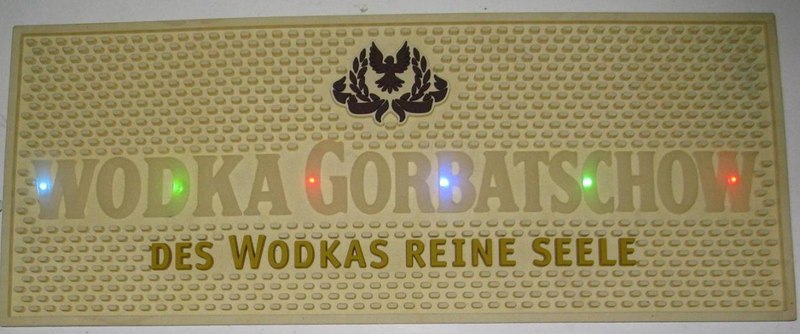 WODKA GORBATSCHOW
DES WODKAS REINE SEELE